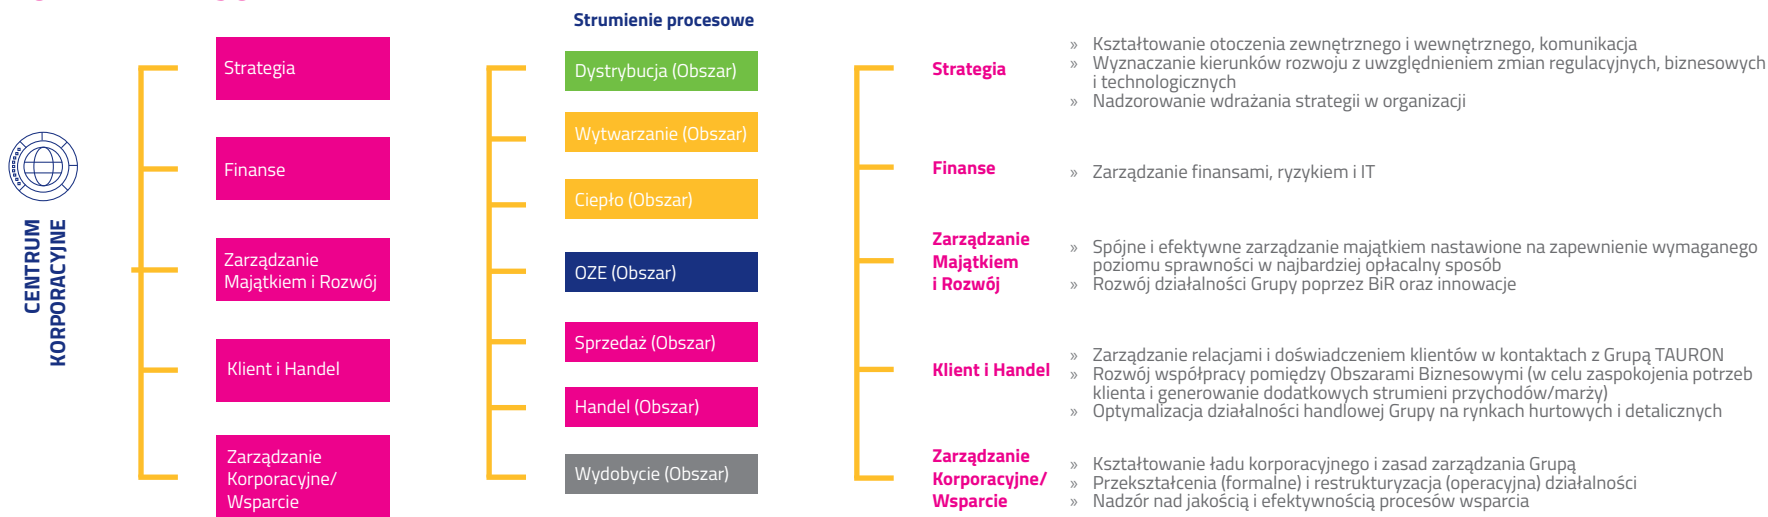 CENTRUM
KORPORACYJNE
Strategia
Finanse
Zarządzanie
Majątkiem i Rozwój
Klient i Handel
Zarządzanie
Korporacyjne/
Wsparcie
Strumienie procesowe
Dystrybucja (Obszar)
Wytwarzanie (Obszar)
Ciepło (Obszar)
OZE (Obszar)
Sprzedaż (Obszar)
Handel (Obszar)
Wydobycie (Obszar)
Strategia
» Kształtowanie otoczenia zewnętrznego i wewnętrznego, komunikacja
» Wyznaczanie kierunków rozwoju z uwzględnieniem zmian regulacyjnych, biznesowych
i technologicznych
» Nadzorowanie wdrażania strategii w organizacji
Finanse
» Zarządzanie finansami, ryzykiem i IT
Zarządzanie
Majątkiem
i Rozwój
» Spójne i efektywne zarządzanie majątkiem nastawione na zapewnienie wymaganego
poziomu sprawności w najbardziej opłacalny sposób
» Rozwój działalności Grupy poprzez BiR oraz innowacje
Klient i Handel
» Zarządzanie relacjami i doświadczeniem klientów w kontaktach z Grupą TAURON
» Rozwój współpracy pomiędzy Obszarami Biznesowymi (w celu zaspokojenia potrzeb
klienta i generowanie dodatkowych strumieni przychodów/marży)
» Optymalizacja działalności handlowej Grupy na rynkach hurtowych i detalicznych
Zarządzanie
Korporacyjne/
Wsparcie
» Kształtowanie ładu korporacyjnego i zasad zarządzania Grupą
» Przekształcenia (formalne) i restrukturyzacja (operacyjna) działalności
» Nadzór nad jakością i efektywnością procesów wsparcia